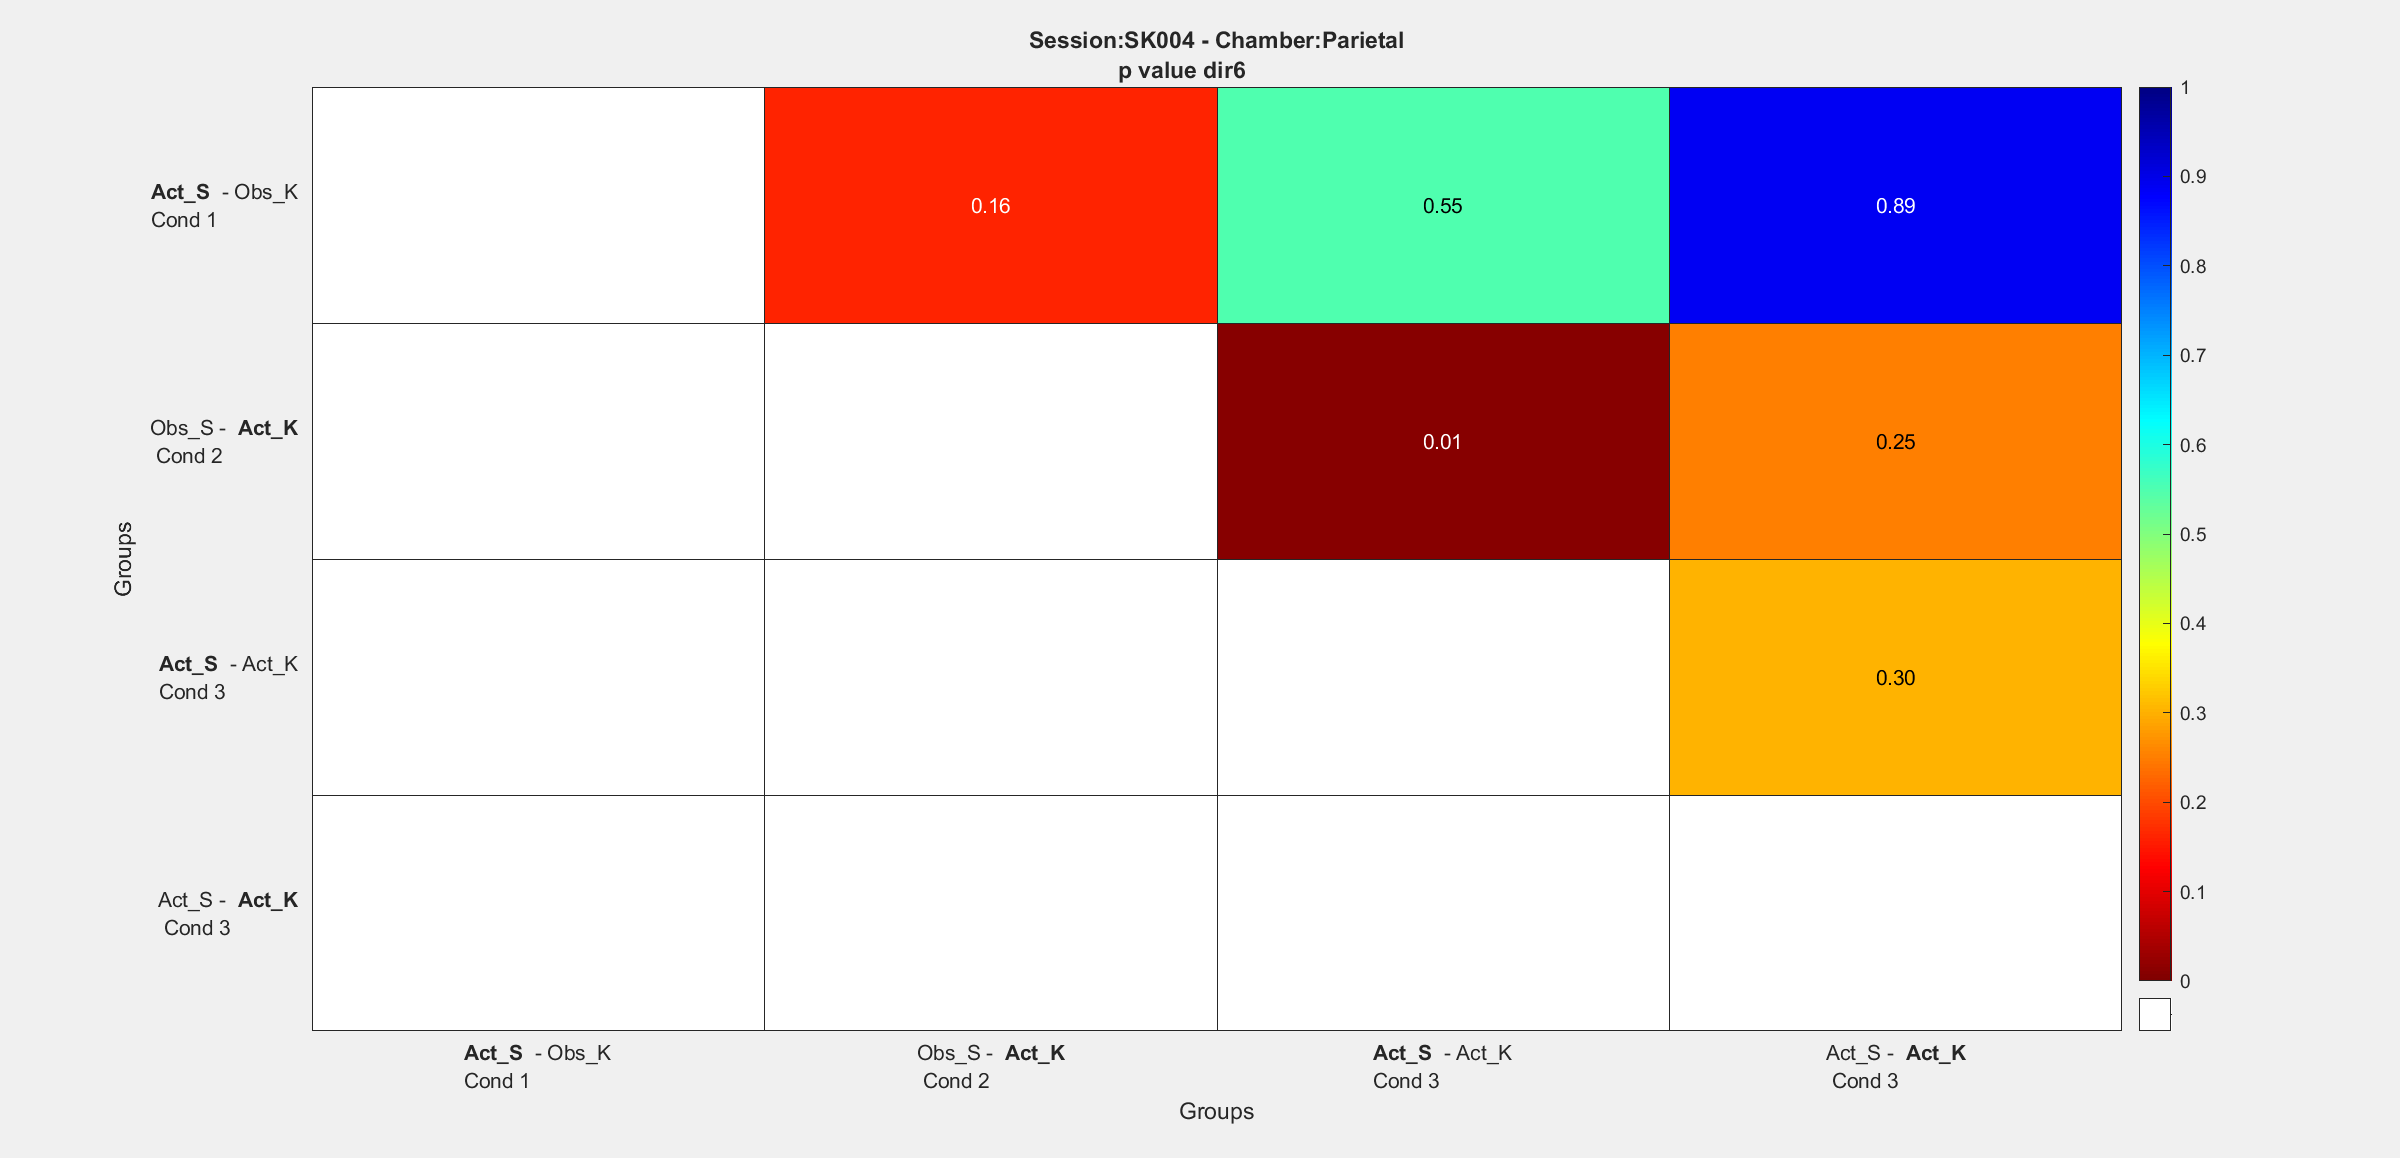 Session:SK004 - Chamber:Parietal
p value dir6
Act_S - Obs_K
Cond 1
0.16
0.55
0.89
Obs_S - Act_K
Cond 2
0.01
0.25
Act_S - Act_K
Cond 3
0.30
Act_S - Act_K
Cond 3
Groups
Act_S - Obs_K
Cond 1
Obs_S - Act_K
Cond 2
Act_S - Act_K
Cond 3
Act_S - Act_K
Cond 3
Groups
1
0.9
0.8
0.7
0.6
0.5
0.4
0.3
0.2
0.1
0